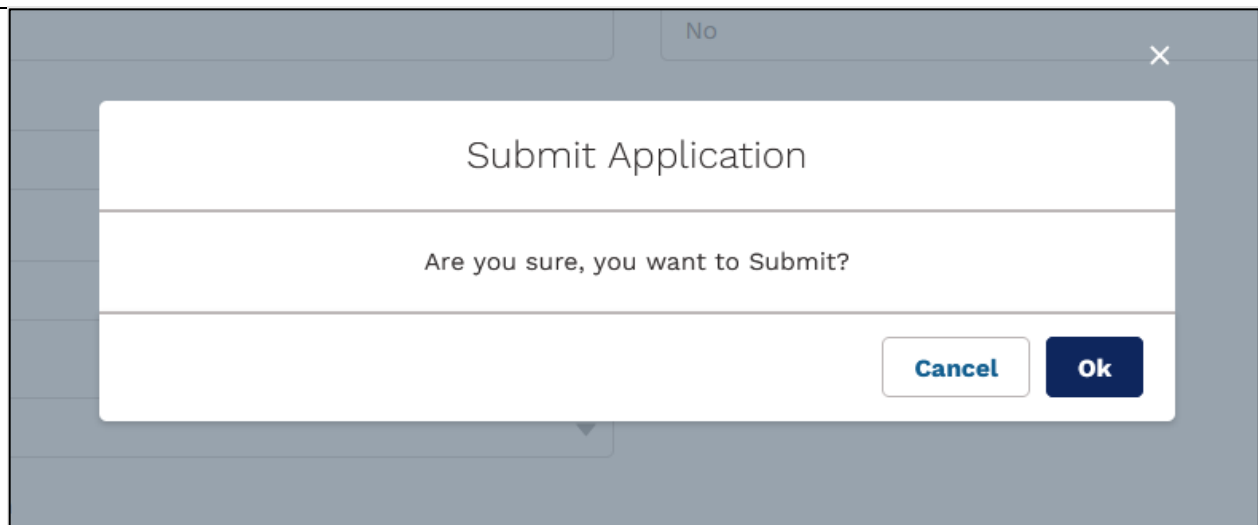 No
Submit Application
Are you sure, you want to Submit?
Cancel
Ok